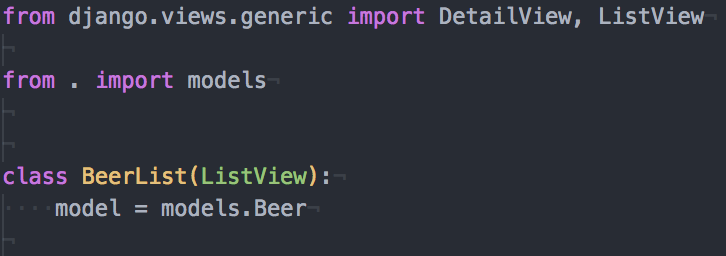 from django.views.generic import DetailView, ListView
from . import models
class BeerList(ListView):
    model = models.Beer